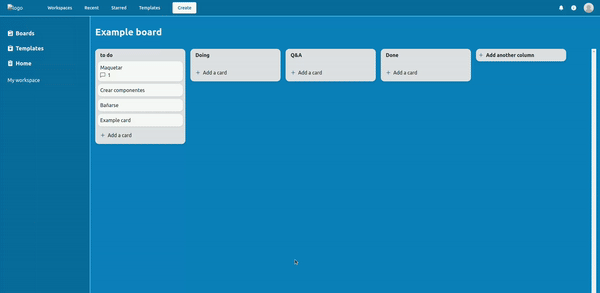 logo
Workspaces
Recent
Starred
Templates
Create
Boards
Templates
Home
My workspace
Example board
to do
Maquetar
1
Crear componentes
Bañarse
Example card
+ Add a card
Doing
+ Add a card
Q&A
+ Add a card
Done
+ Add a card
+ Add another column